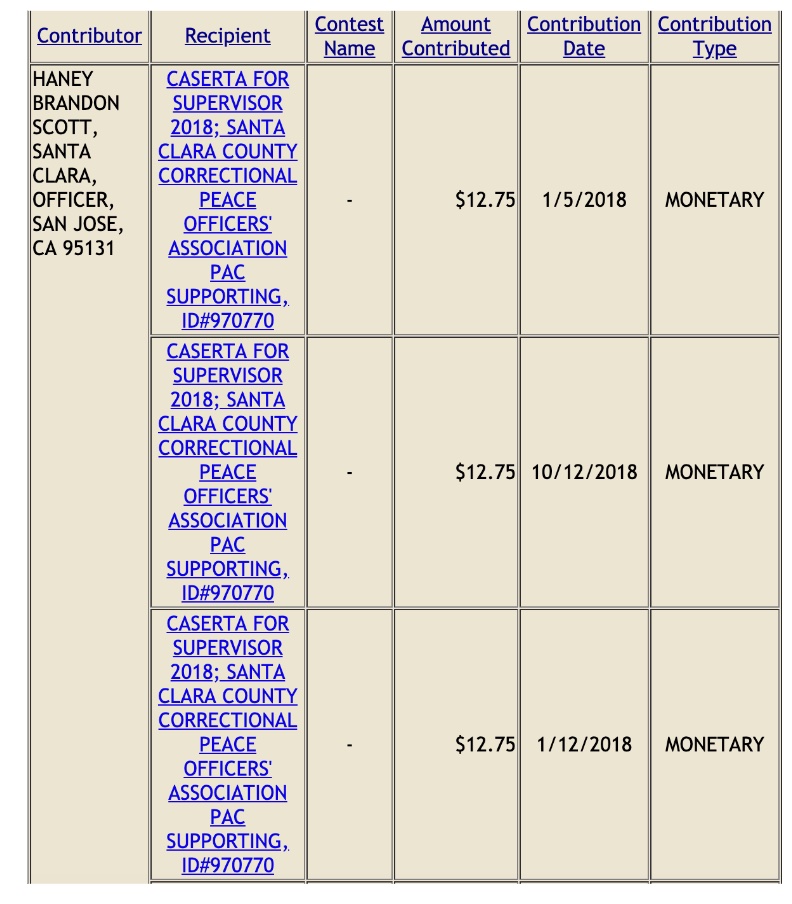 Contributor
Recipient
Contest
Name
Amount
Contributed
Contribution
Date
Contribution
Type
HANEY
BRANDON
SCOTT,
SANTA
CLARA,
OFFICER,
SAN JOSE,
CA 95131
CASERTA FOR
SUPERVISOR
2018; SANTA
CLARA COUNTY
CORRECTIONAL
PEACE
OFFICERS'
ASSOCIATION
PAC
SUPPORTING,
ID#970770
-
$12.75
1/5/2018
MONETARY
CASERTA FOR
SUPERVISOR
2018; SANTA
CLARA COUNTY
CORRECTIONAL
PEACE
OFFICERS'
ASSOCIATION
PAC
SUPPORTING,
ID#970770
-
$12.75
10/12/2018
MONETARY
CASERTA FOR
SUPERVISOR
2018; SANTA
CLARA COUNTY
CORRECTIONAL
PEACE
OFFICERS'
ASSOCIATION
PAC
SUPPORTING,
ID#970770
-
$12.75
1/12/2018
MONETARY